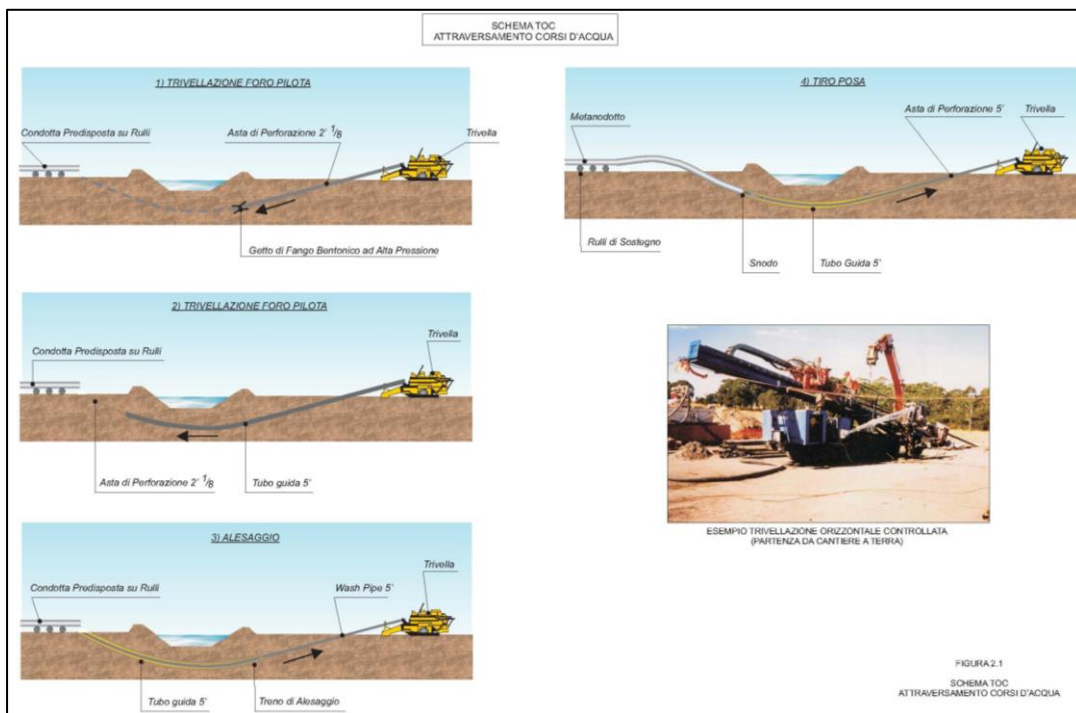 SCHEMA TOC
ATTRAVERSAMENTO CORSI D'ACQUA
1) TRIVELLAZIONE FORO PILOTA
Condotta Predisposta su Rulli
Asta di Perforazione 2' 1/8
Trivella
Getto di Fango Bentonico ad Alta Pressione
2) TRIVELLAZIONE FORO PILOTA
Condotta Predisposta su Rulli
Trivella
Asta di Perforazione 2' 1/8
Tubo guida 5'
3) ALESAGGIO
Condotta Predisposta su Rulli
Wash Pipe 5'
Trivella
Tubo guida 5'
Treno di Alesaggio
4) TIRO POSA
Metanodotto
Asta di Perforazione 5'
Trivella
Rulli di Sostegno
Snodo
Tubo Guida 5'
ESEMPIO TRIVELLAZIONE ORIZZONTALE CONTROLLATA
(PARTENZA DA CANTIERE A TERRA)
FIGURA 2.1
SCHEMA TOC
ATTRAVERSAMENTO CORSI D'ACQUA